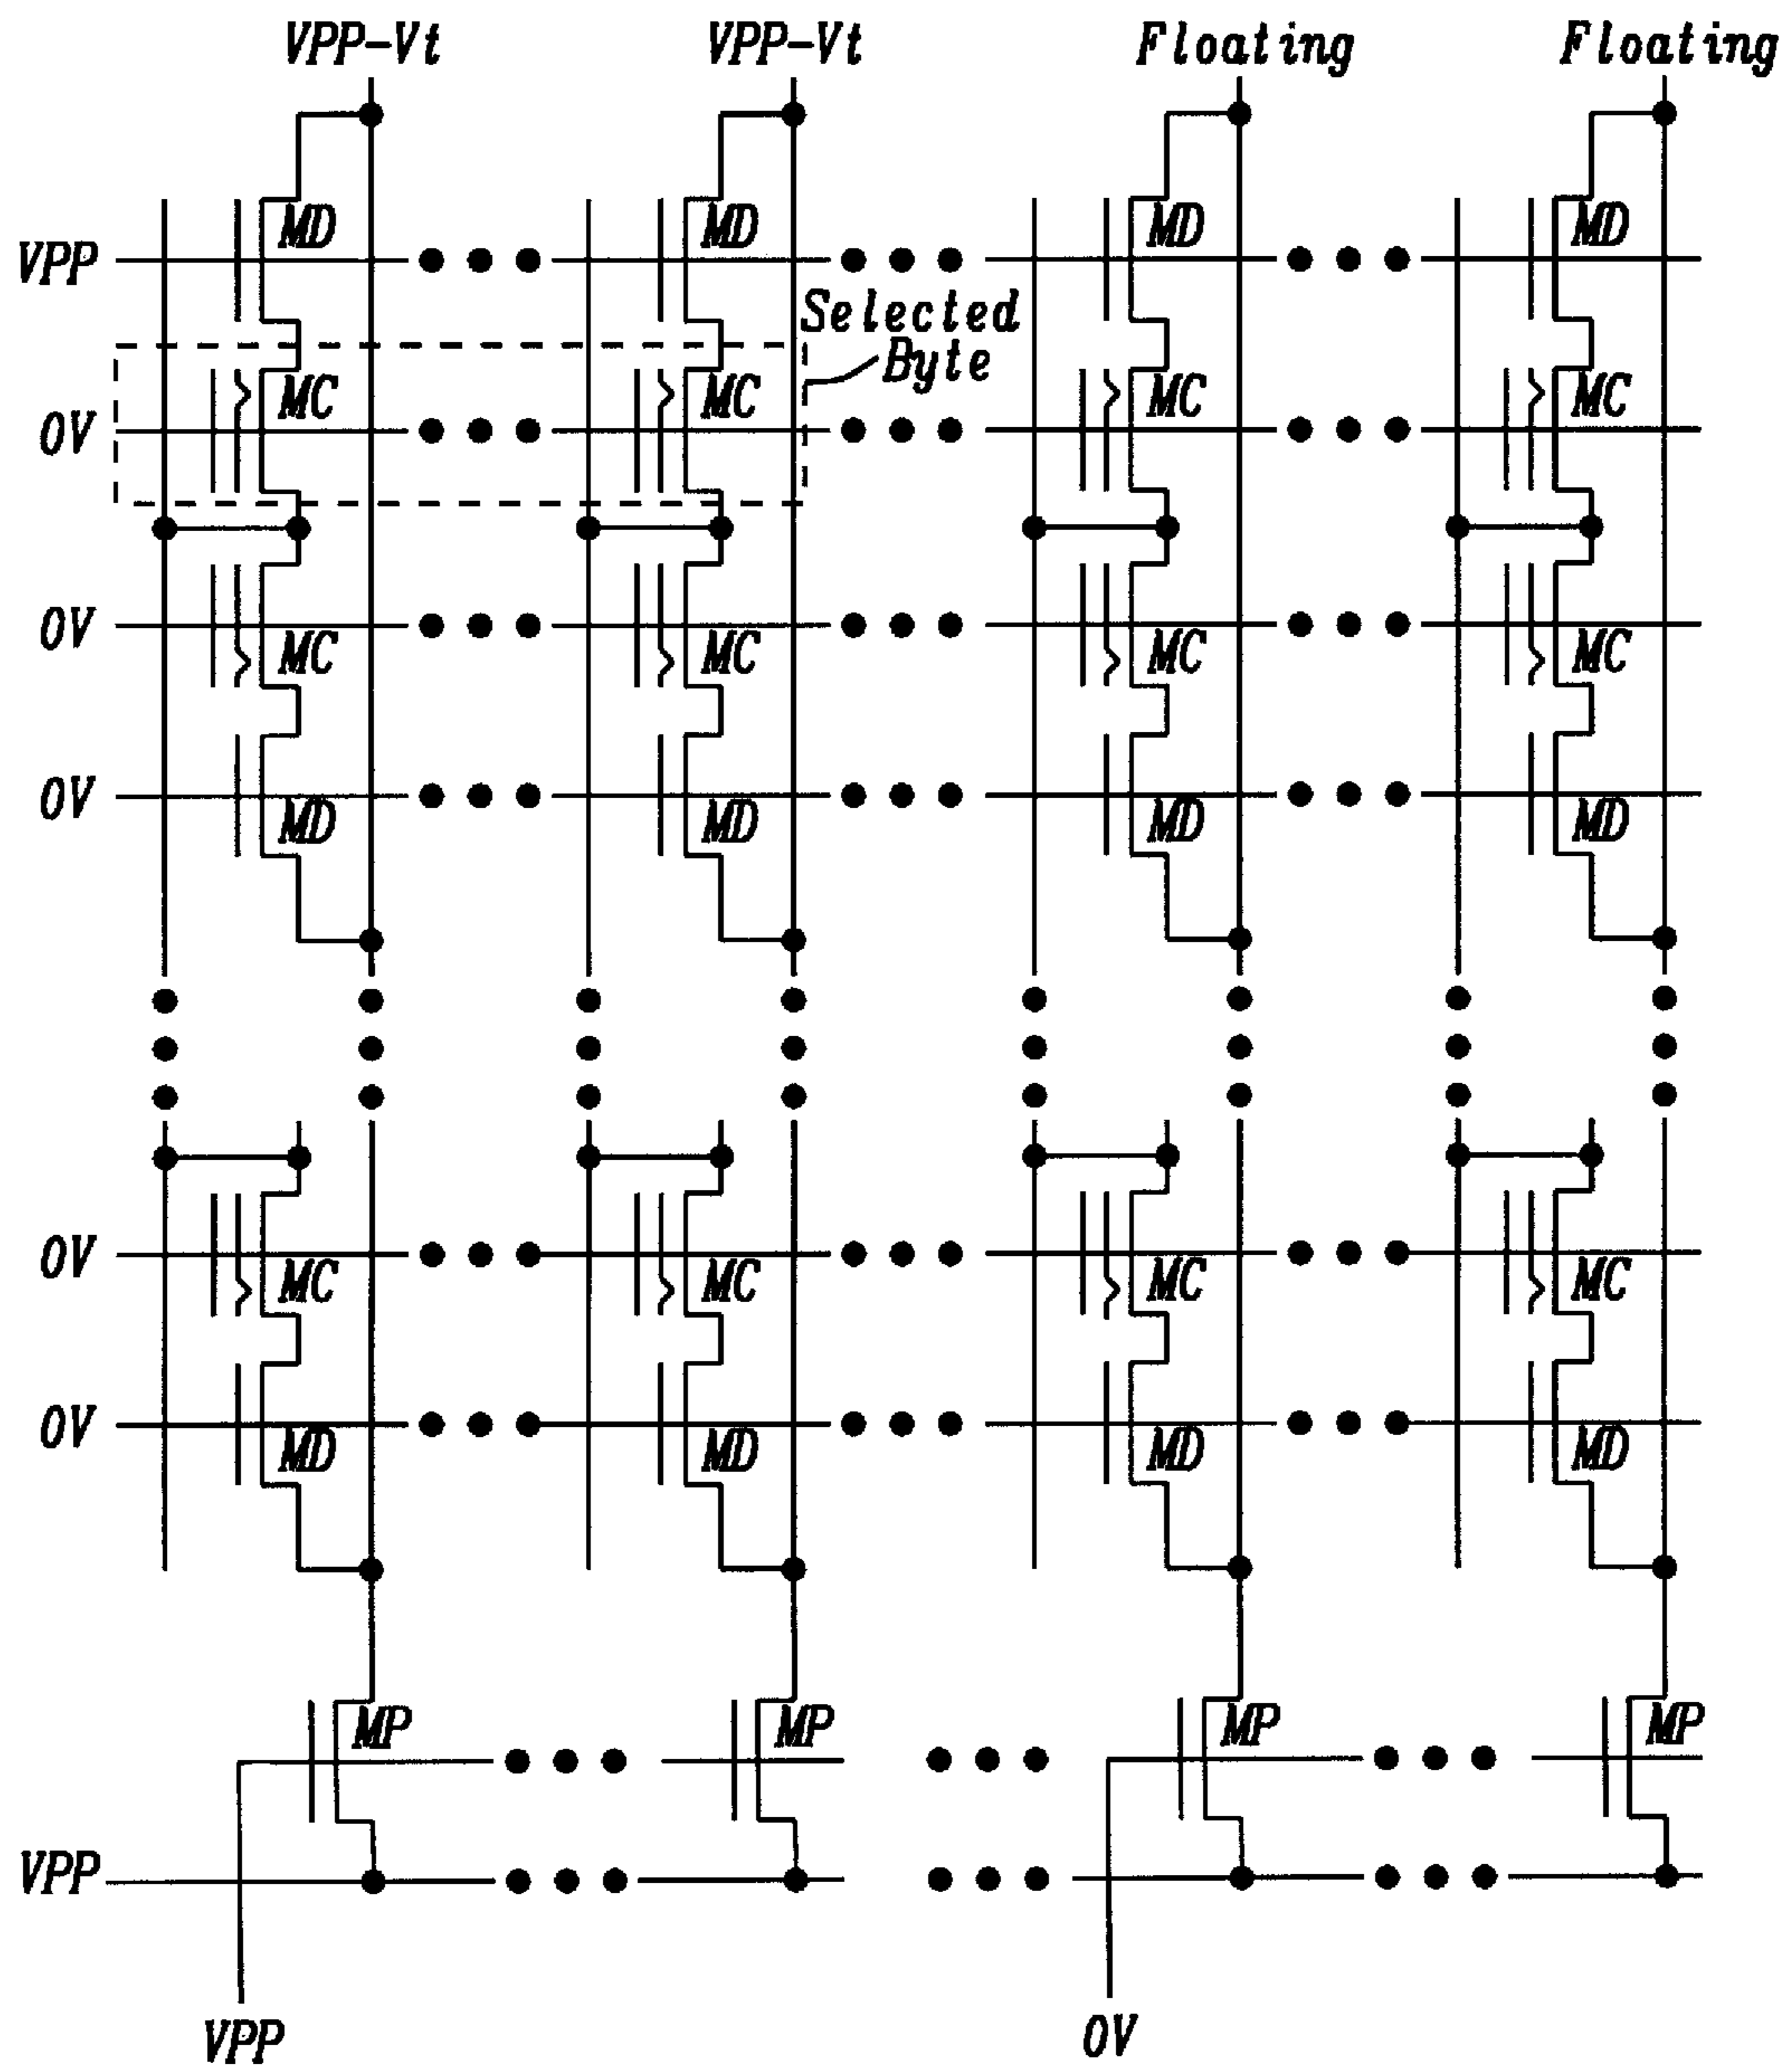 VPP-Vt VPP-Vt Floating Floating
VPP MD MD MD MD
Selected
Byte
0V MC MC MC MC
0V MC MC MC MC
0V MD MD MD MD
0V MC MC MC MC
0V MD MD MD MD
MP MP MP MP
VPP
VPP 0V